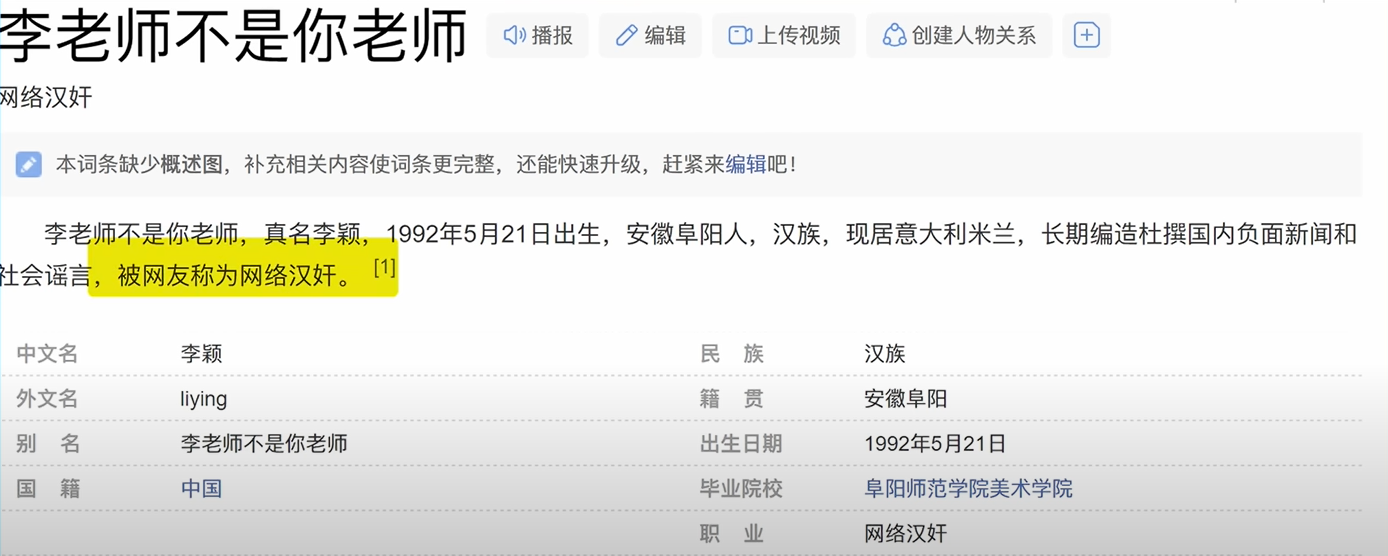 李老师不是你老师 播报 编辑 上传视频 创建人物关系
网络汉奸
本词条缺少概述图，补充相关内容使词条更完整，还能快速升级，赶紧来编辑吧！
李老师不是你老师，真名李颖，1992年5月21日出生，安徽阜阳人，汉族，现居意大利米兰，长期编造杜撰国内负面新闻和
社会谣言，被网友称为网络汉奸。 [1]
中文名 李颖 民 族 汉族
外文名 liying 籍 贯 安徽阜阳
别 名 李老师不是你老师 出生日期 1992年5月21日
国 籍 中国 毕业院校 阜阳师范学院美术学院
职 业 网络汉奸